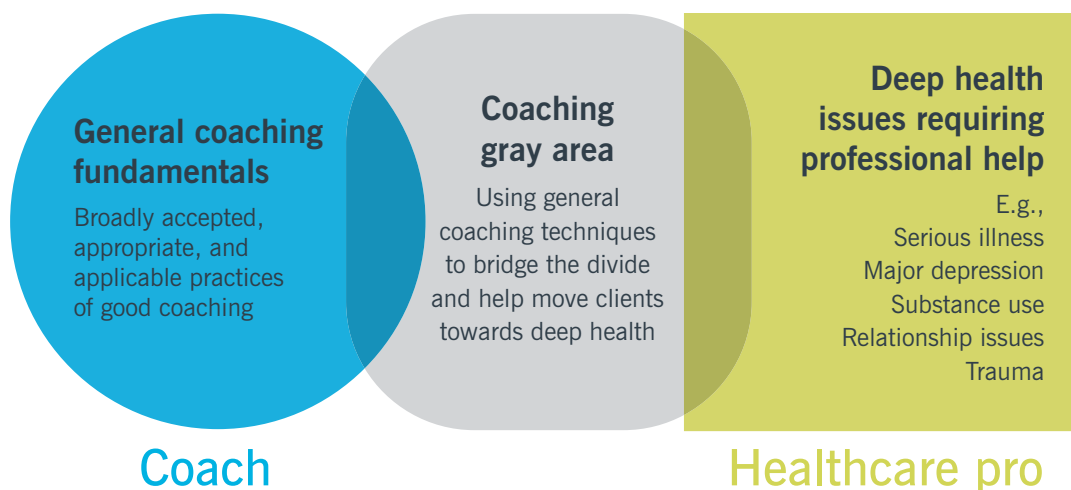 General coaching
fundamentals
Broadly accepted,
appropriate, and
applicable practices
of good coaching
Coaching
gray area
Using general
coaching techniques
to bridge the divide
and help move clients
towards deep health
Deep health
issues requiring
professional help
E.g.,
Serious illness
Major depression
Substance use
Relationship issues
Trauma
Coach
Healthcare pro